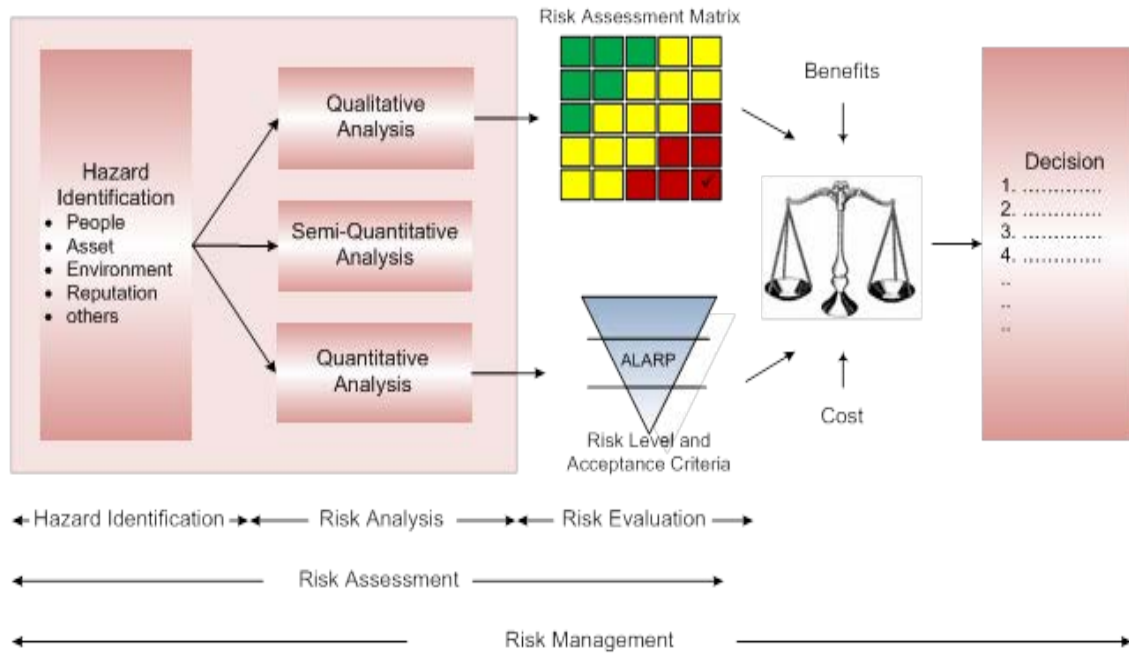 Risk Assessment Matrix
Hazard
Identification
• People
• Asset
• Environment
• Reputation
• others
Qualitative
Analysis
Semi-Quantitative
Analysis
Quantitative
Analysis
ALARP
Risk Level and
Acceptance Criteria
Benefits
Cost
Decision
1. .............
2. .............
3. .............
4. .............
..
..
..
Hazard Identification
Risk Analysis
Risk Evaluation
Risk Assessment
Risk Management